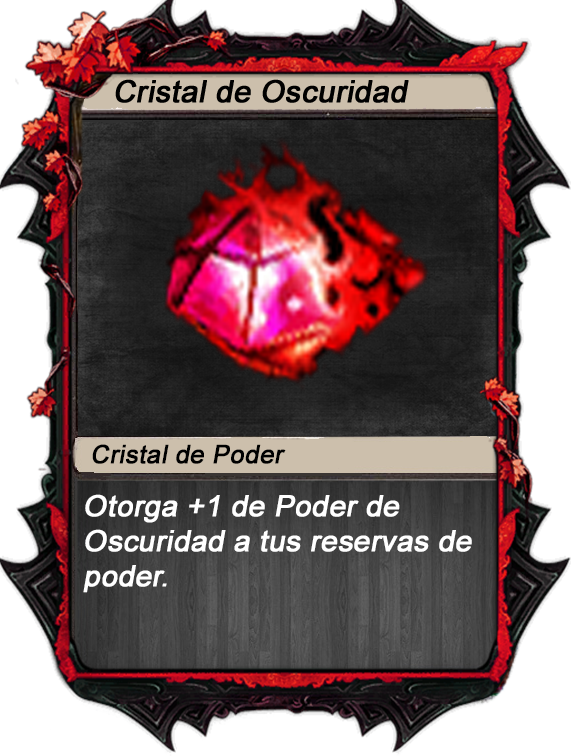 Cristal de Oscuridad
Cristal de Poder
Otorga +1 de Poder de
Oscuridad a tus reservas de
poder.